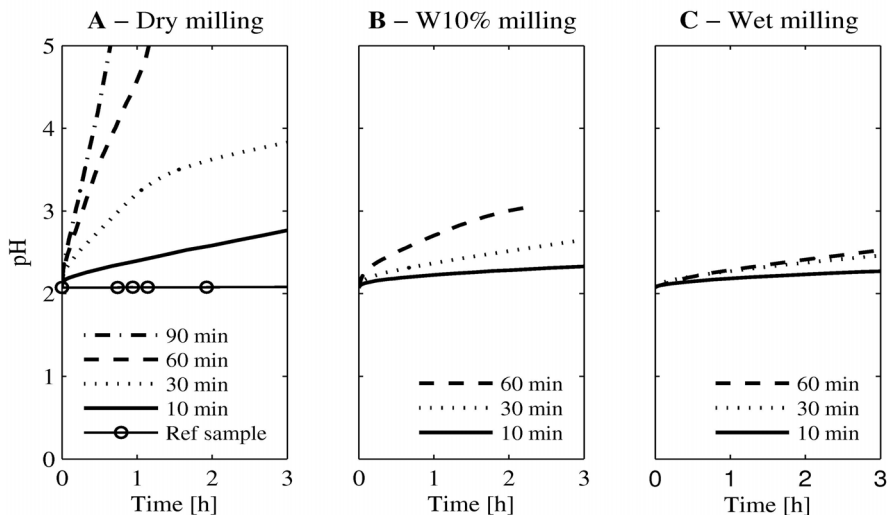 A – Dry milling
B – W10% milling
C – Wet milling
pH
5
4
3
2
1
0
90 min
60 min
30 min
10 min
Ref sample
0 1 2 3
Time [h]
60 min
30 min
10 min
0 1 2 3
Time [h]
60 min
30 min
10 min
0 1 2 3
Time [h]